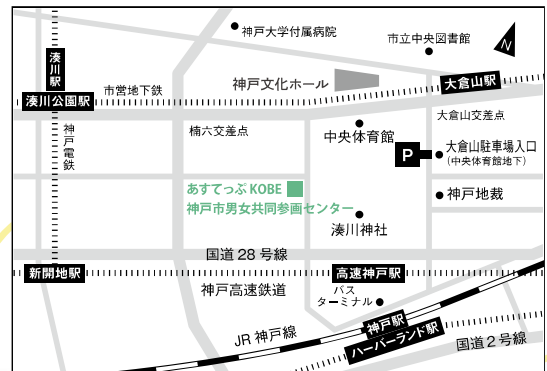 神戸大学付属病院
市立中央図書館
N
湊川駅
市営地下鉄
神戸文化ホール
大倉山駅
湊川公園駅
神戸電鉄
楠六交差点
中央体育館
大倉山交差点
P
大倉山駐車場入口
(中央体育館地下)
あすてっぷ KOBE
神戸市男女共同参画センター
神戸地裁
湊川神社
国道 28 号線
新開地駅
高速神戸駅
神戸高速鉄道
バス
ターミナル
神戸駅
ハーバーランド駅
JR 神戸線
国道 2 号線